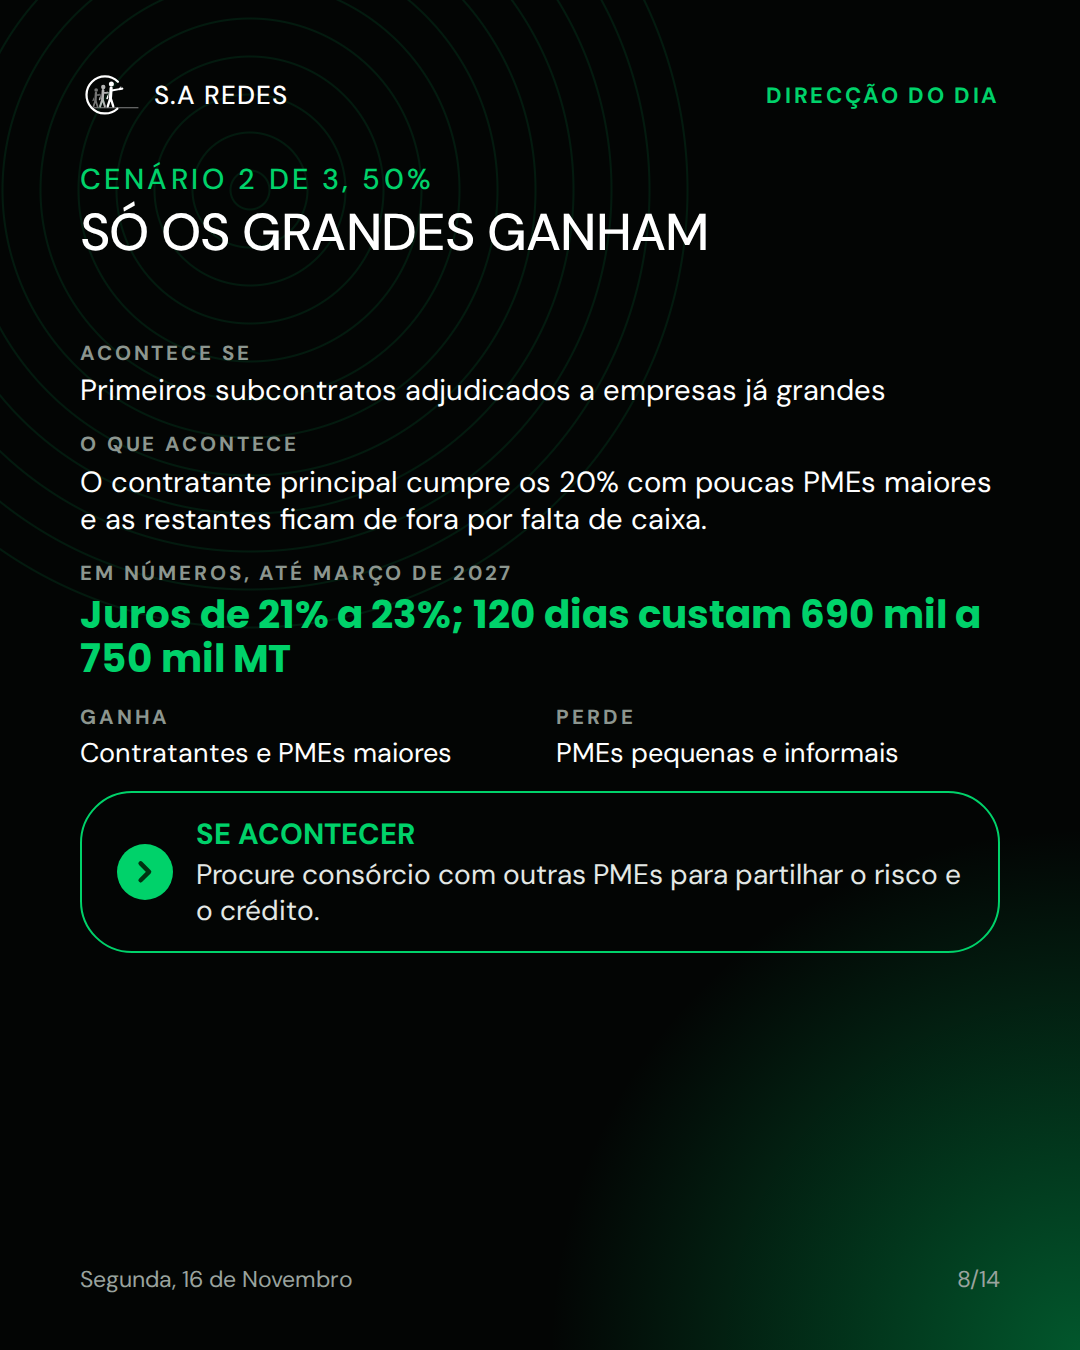 S.A REDES
DIRECÇÃO DO DIA
CENÁRIO 2 DE 3, 50%
SÓ OS GRANDES GANHAM
ACONTECE SE
Primeiros subcontratos adjudicados a empresas já grandes
O QUE ACONTECE
O contratante principal cumpre os 20% com poucas PMEs maiores
e as restantes ficam de fora por falta de caixa.
EM NÚMEROS, ATÉ MARÇO DE 2027
Juros de 21% a 23%; 120 dias custam 690 mil a
750 mil MT
GANHA
Contratantes e PMEs maiores
PERDE
PMEs pequenas e informais
SE ACONTECER
Procure consórcio com outras PMEs para partilhar o risco e
o crédito.
Segunda, 16 de Novembro
8/14